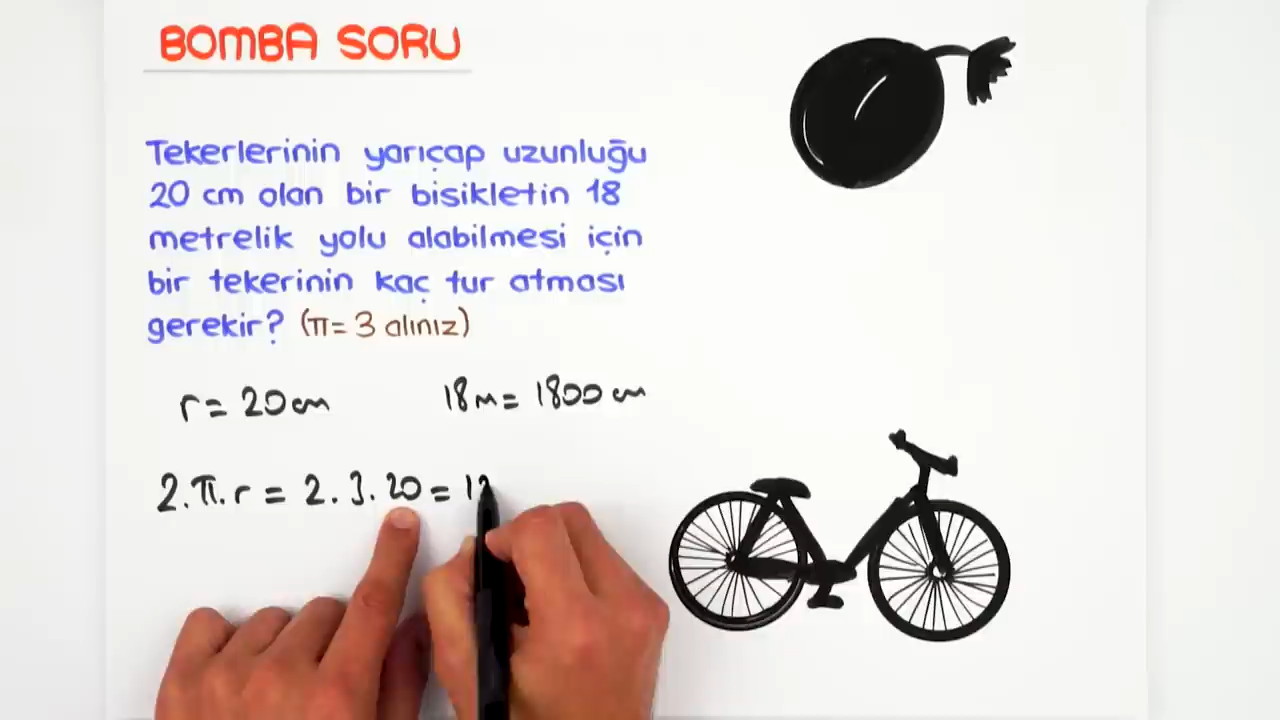 BOMBA SORU
Tekerlerinin yarıçap uzunluğu
20 cm olan bir bisikletin 18
metrelik yolu alabilmesi için
bir tekerinin kaç tur atması
gerekir? (π = 3 alınız)
r = 20 cm 18 m = 1800 cm
2.π.r = 2.3.20 = 12